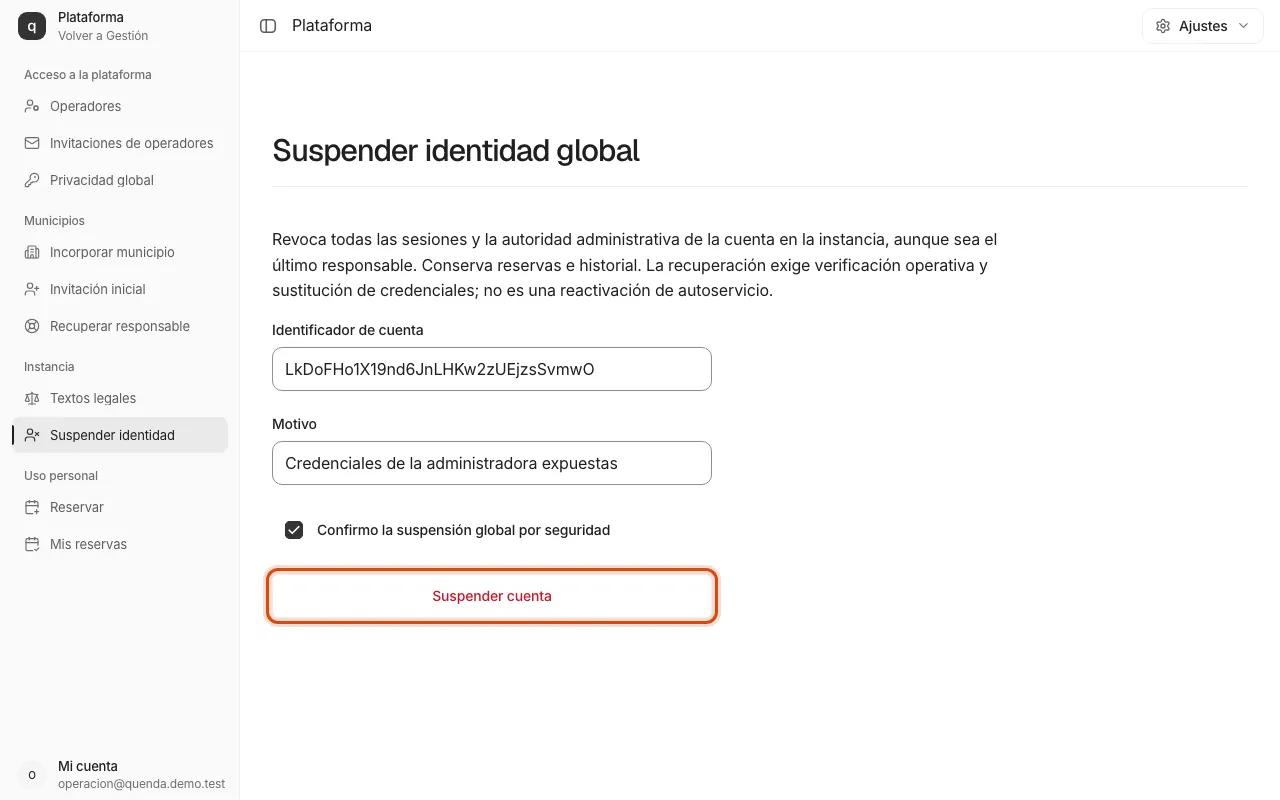 q
Plataforma
Volver a Gestión
Acceso a la plataforma
Operadores
Invitaciones de operadores
Privacidad global
Municipios
Incorporar municipio
Invitación inicial
Recuperar responsable
Instancia
Textos legales
Suspender identidad
Uso personal
Reservar
Mis reservas
O
Mi cuenta
operacion@quenda.demo.test
Plataforma
Ajustes
Suspender identidad global
Revoca todas las sesiones y la autoridad administrativa de la cuenta en la instancia, aunque sea el
último responsable. Conserva reservas e historial. La recuperación exige verificación operativa y
sustitución de credenciales; no es una reactivación de autoservicio.
Identificador de cuenta
LkDoFHo1X19nd6JnLHKw2zUEjzsSvmwO
Motivo
Credenciales de la administradora expuestas
Confirmo la suspensión global por seguridad
Suspender cuenta